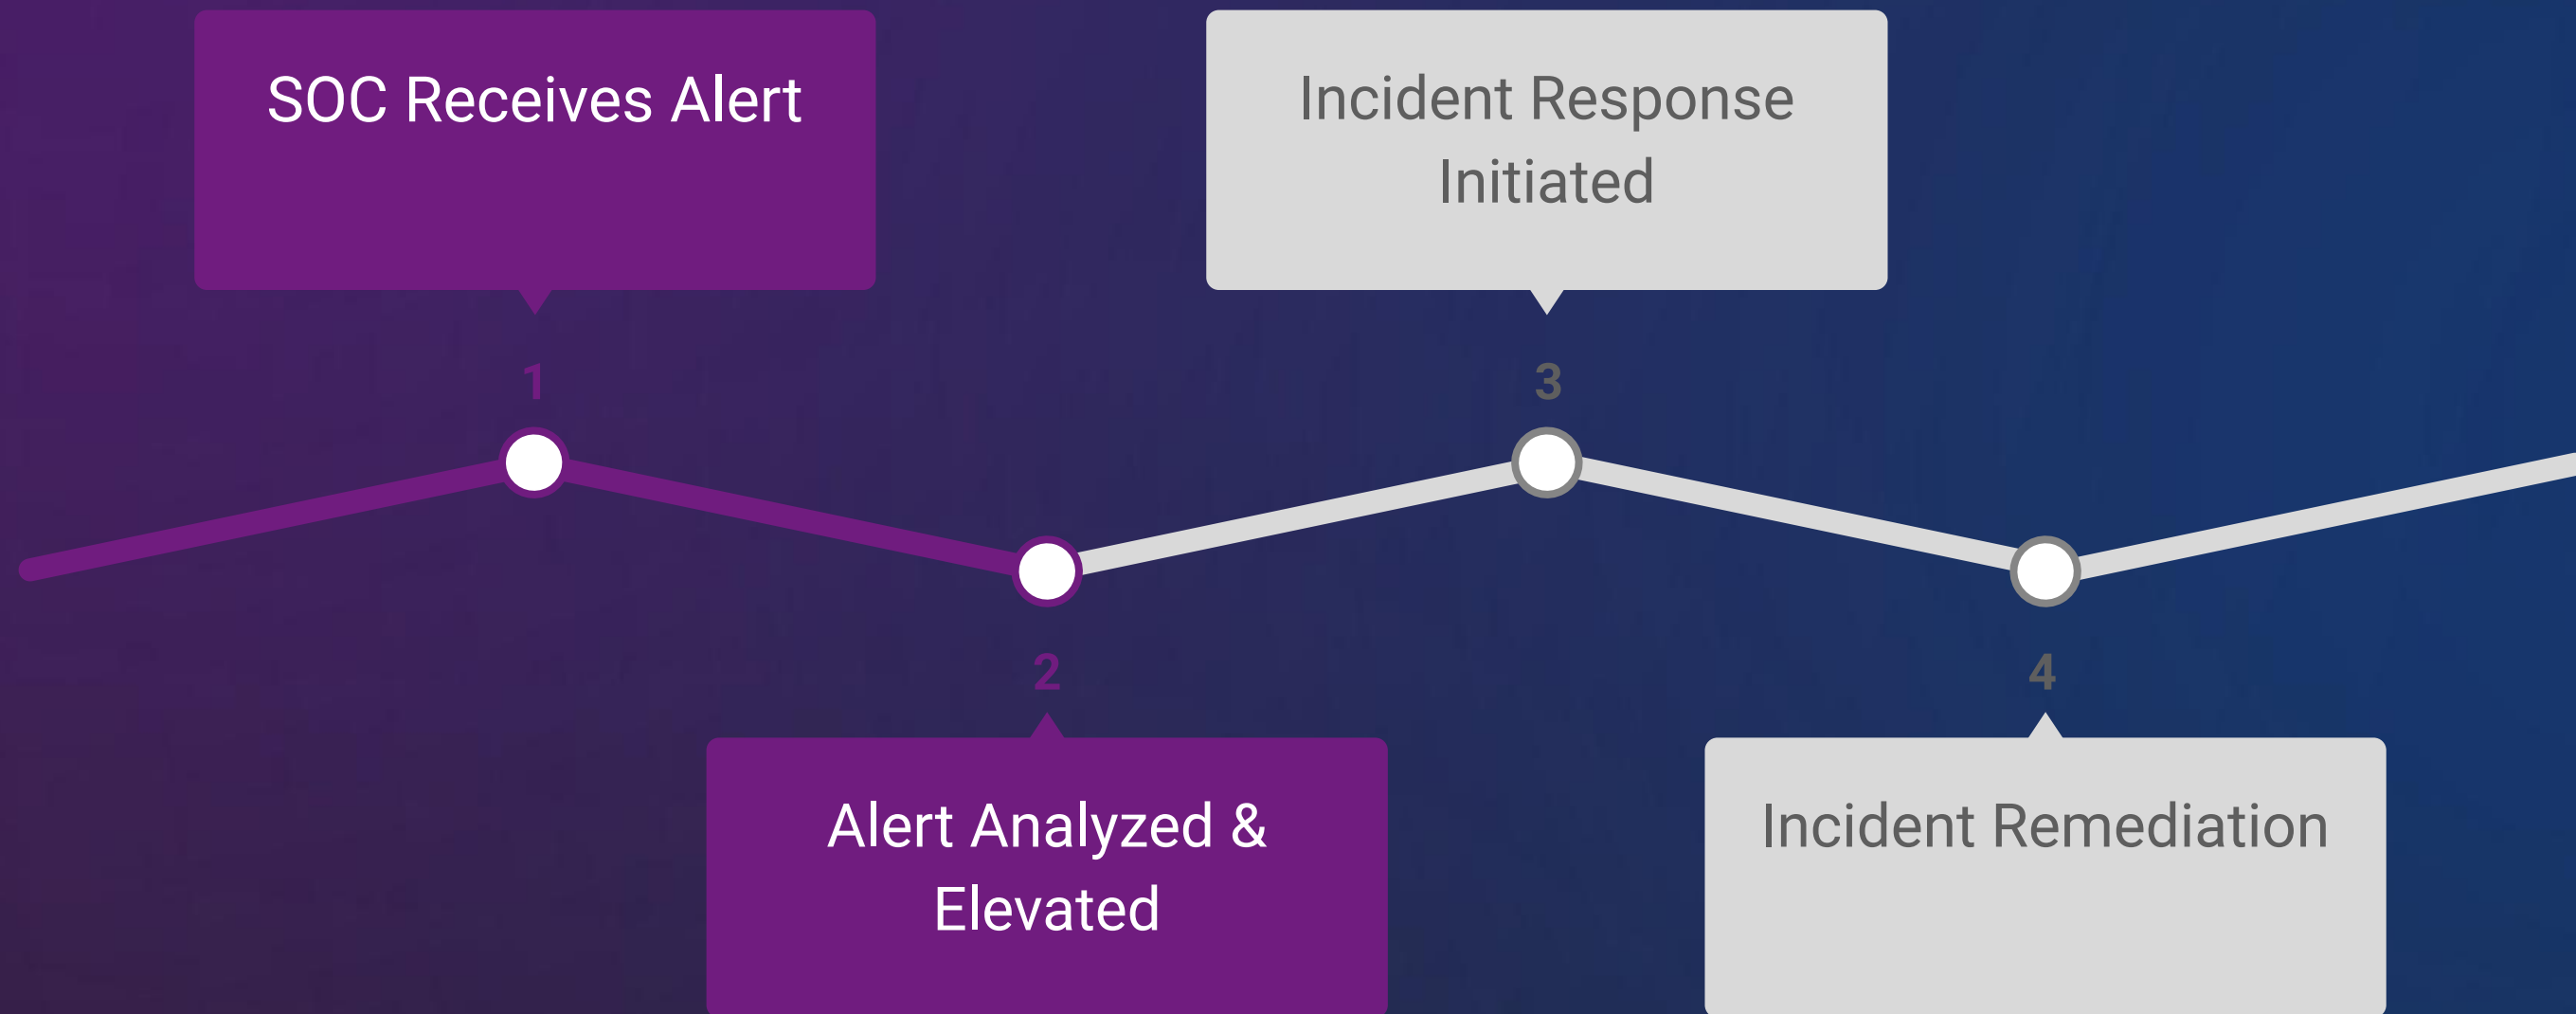 SOC Receives Alert
1
2
Alert Analyzed &
Elevated
Incident Response
Initiated
3
4
Incident Remediation